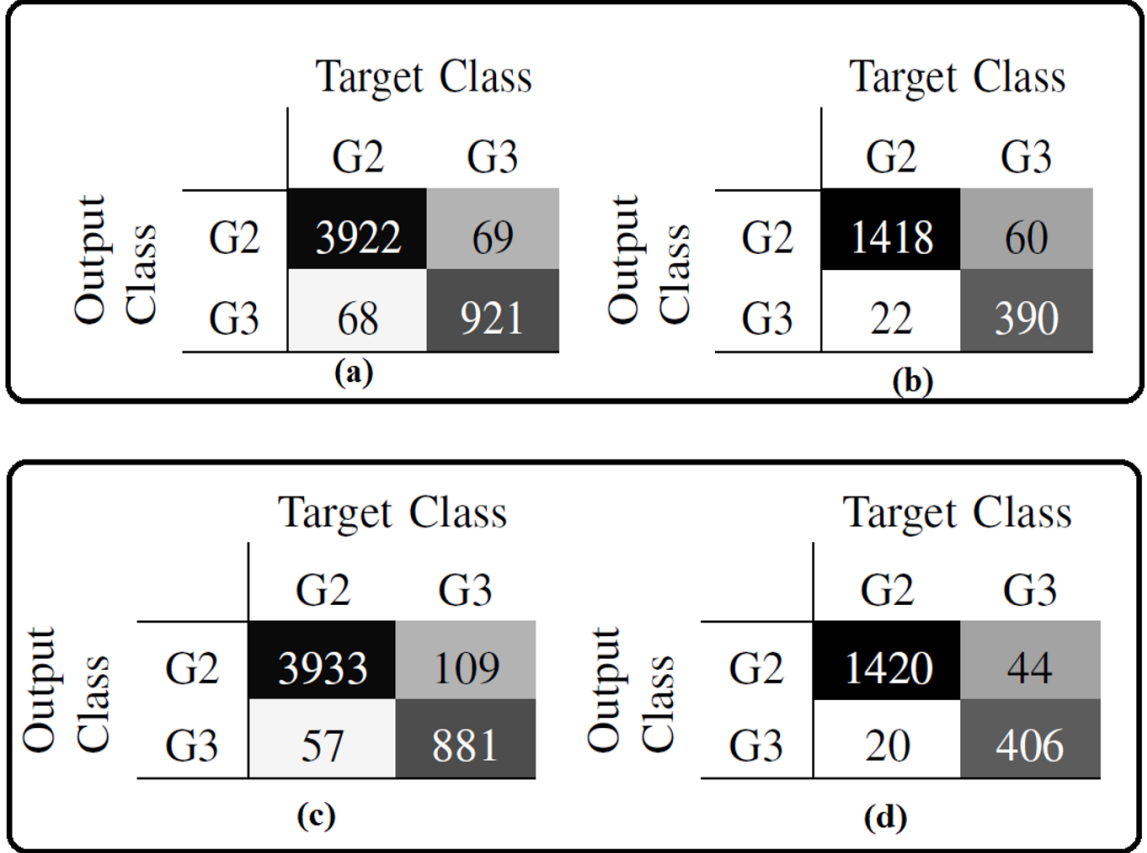 Target Class
G2 G3
Output Class
G2 3922 69
G3 68 921
(a)
Target Class
G2 G3
Output Class
G2 1418 60
G3 22 390
(b)
Target Class
G2 G3
Output Class
G2 3933 109
G3 57 881
(c)
Target Class
G2 G3
Output Class
G2 1420 44
G3 20 406
(d)